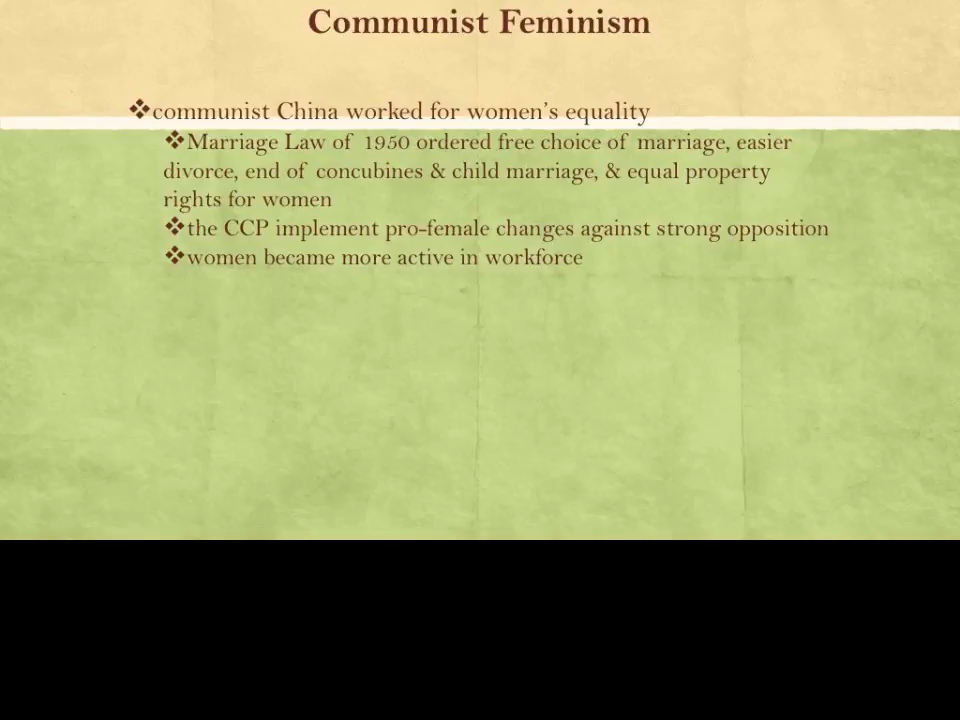 Communist Feminism
❖communist China worked for women's equality
❖Marriage Law of 1950 ordered free choice of marriage, easier
divorce, end of concubines & child marriage, & equal property
rights for women
❖the CCP implement pro-female changes against strong opposition
❖women became more active in workforce